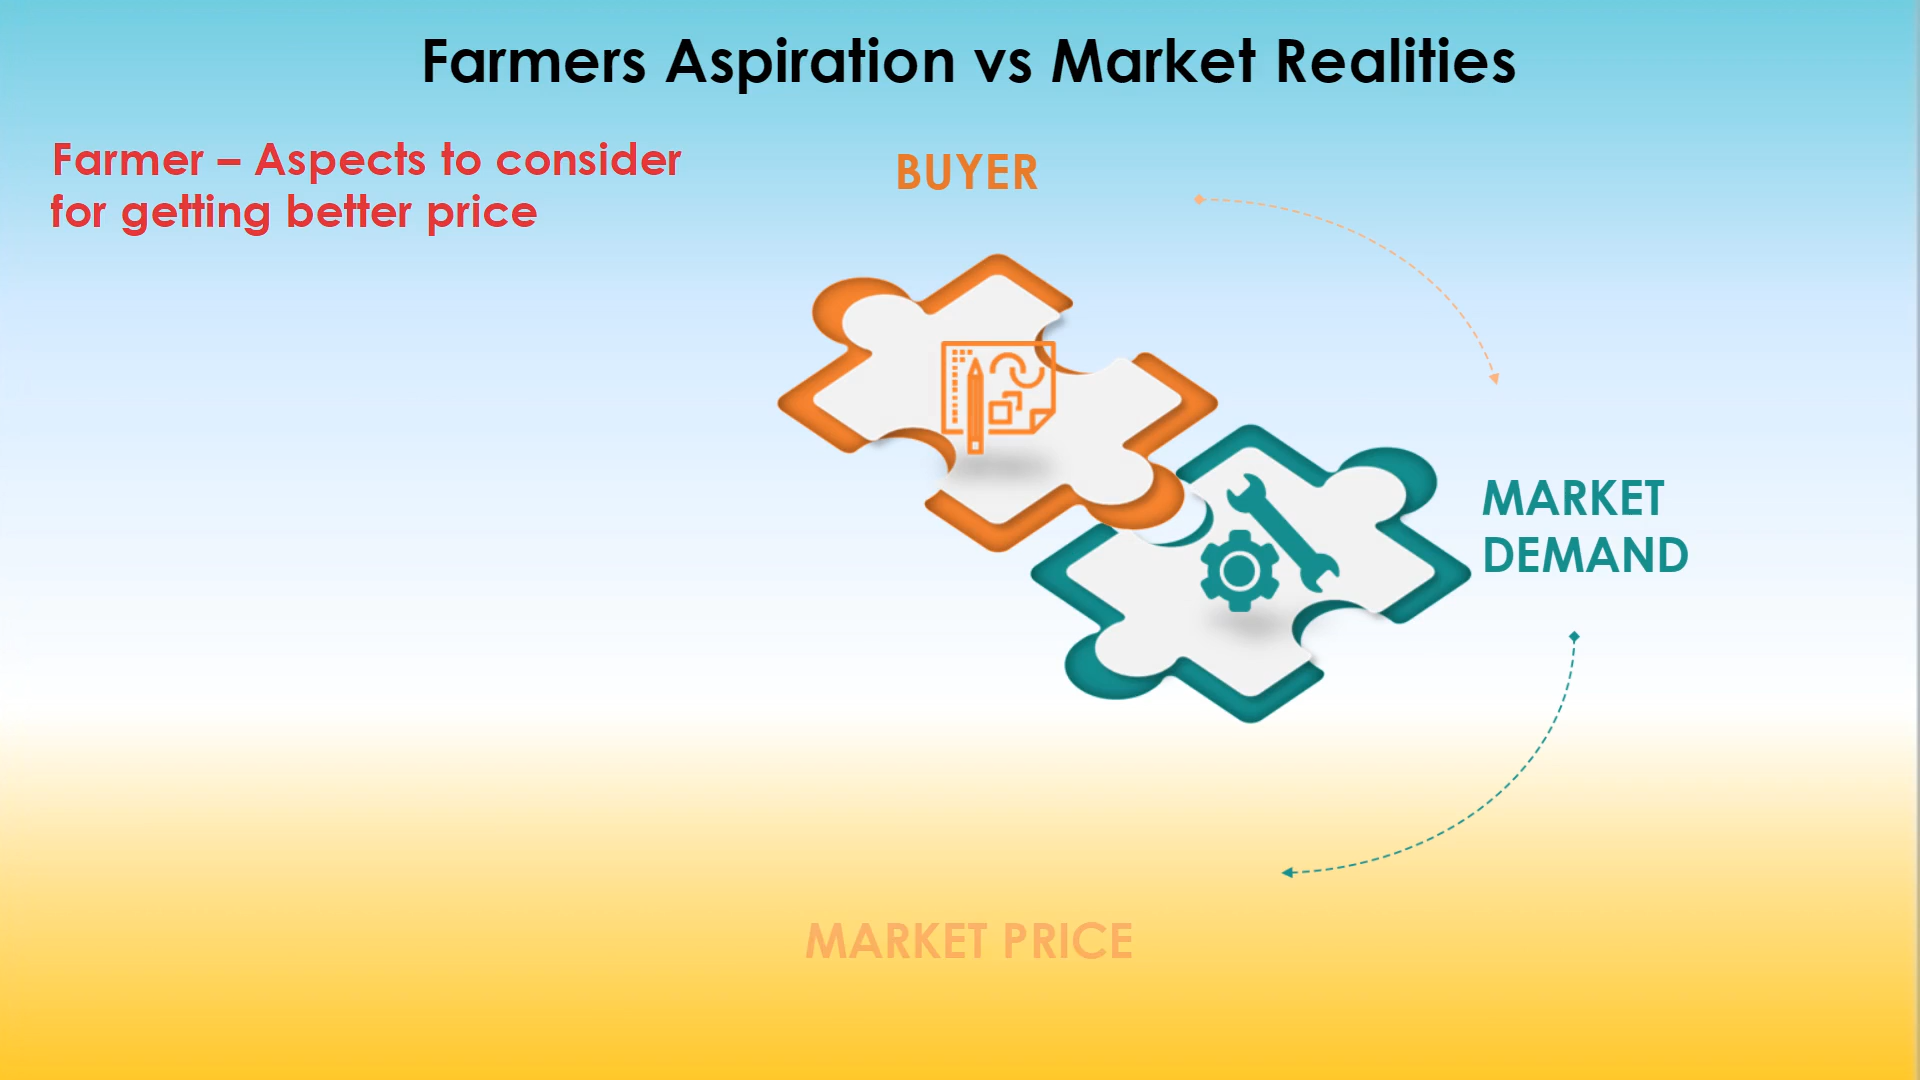 Farmers Aspiration vs Market Realities
Farmer – Aspects to consider
for getting better price
BUYER
MARKET
DEMAND
MARKET PRICE